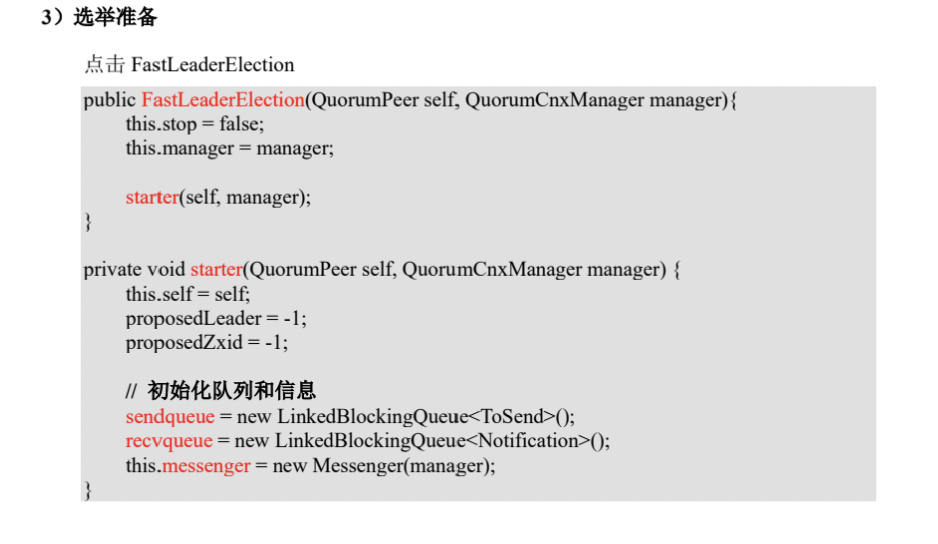 3）选举准备
点击 FastLeaderElection
public FastLeaderElection(QuorumPeer self, QuorumCnxManager manager){
this.stop = false;
this.manager = manager;
starter(self, manager);
}
private void starter(QuorumPeer self, QuorumCnxManager manager) {
this.self = self;
proposedLeader = -1;
proposedZxid = -1;
// 初始化队列和信息
sendqueue = new LinkedBlockingQueue<ToSend>();
recvqueue = new LinkedBlockingQueue<Notification>();
this.messenger = new Messenger(manager);
}